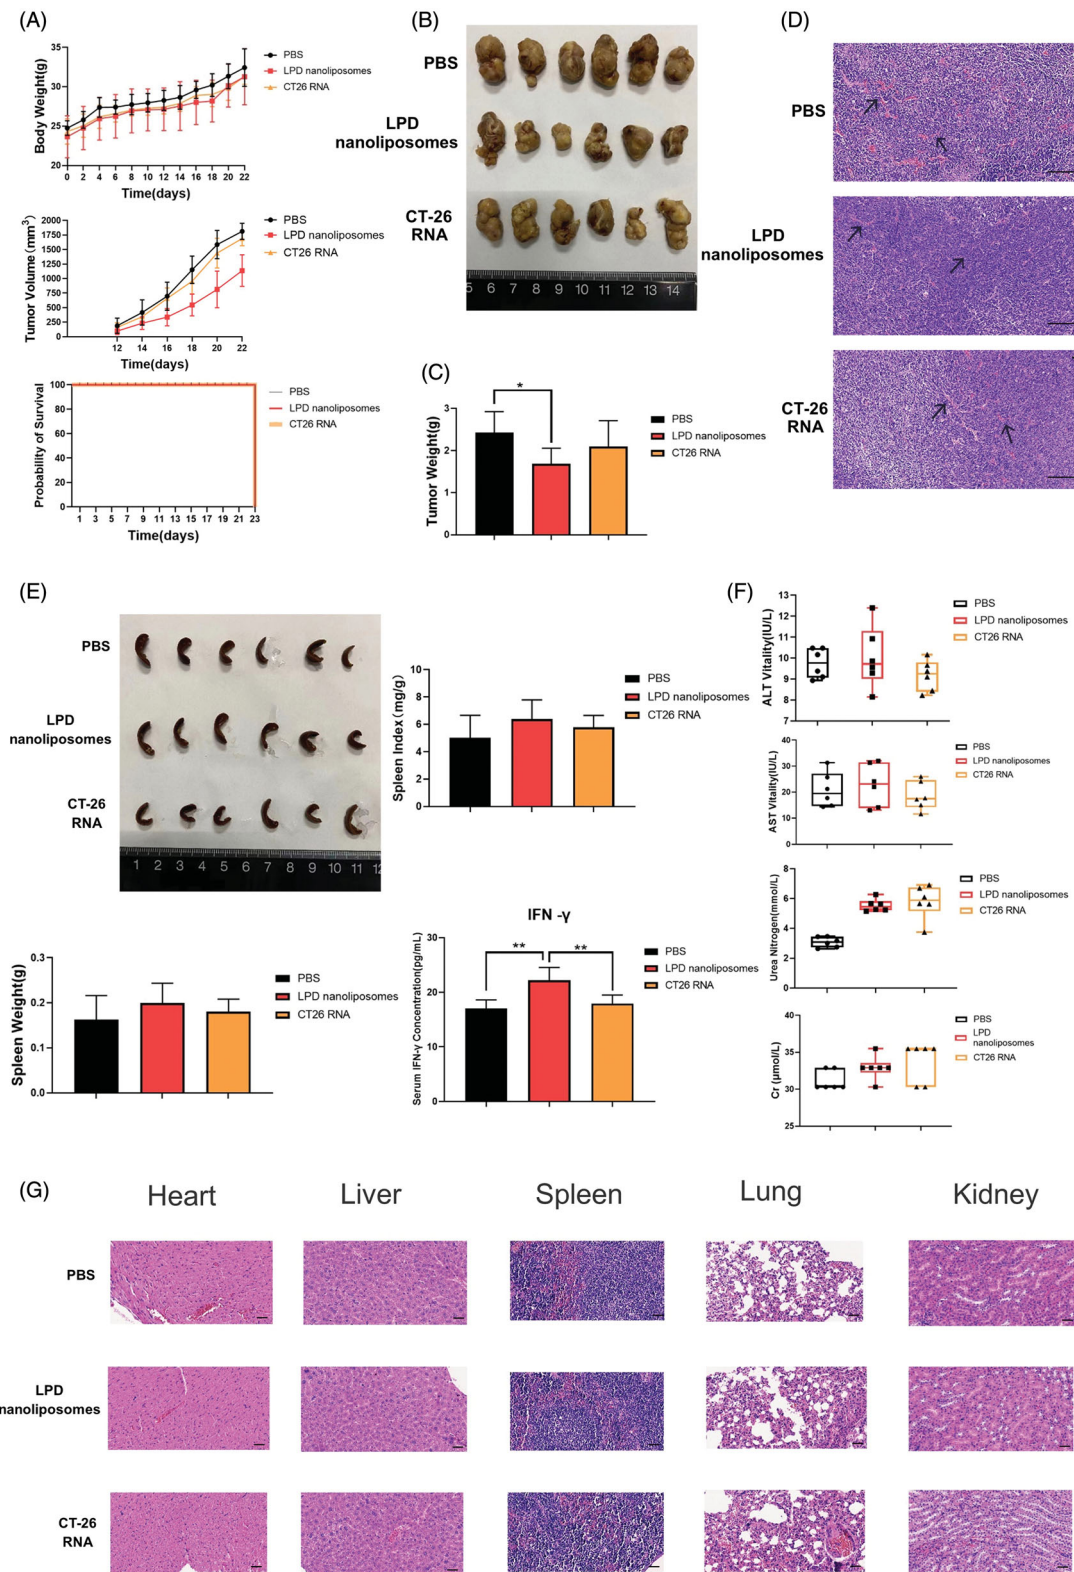 (A)
Body Weight(g)
35
30
25
20
0 2 4 6 8 10 12 14 16 18 20 22
Time(days)
PBS
LPD nanoliposomes
CT26 RNA
Tumor Volume(mm³)
2000
1750
1500
1250
1000
750
500
250
0
12 14 16 18 20 22
Time(days)
PBS
LPD nanoliposomes
CT26 RNA
Probability of Survival
100
80
60
40
20
0
1 3 5 7 9 11 13 15 17 19 21 23
Time(days)
PBS
LPD nanoliposomes
CT26 RNA
(B)
PBS
LPD
nanoliposomes
CT-26
RNA
5 6 7 8 9 10 11 12 13 14
(C)
Tumor Weight(g)
3
2
1
0
*
PBS
LPD nanoliposomes
CT26 RNA
(D)
PBS
LPD
nanoliposomes
CT-26
RNA
(E)
PBS
LPD
nanoliposomes
CT-26
RNA
1 2 3 4 5 6 7 8 9 10 11 12
Spleen Index(mg/g)
10
8
6
4
2
0
PBS
LPD nanoliposomes
CT26 RNA
Spleen Weight(g)
0.3
0.2
0.1
0.0
PBS
LPD nanoliposomes
CT26 RNA
IFN -γ
Serum IFN-γ Concentration(pg/mL)
30
20
10
0
** **
PBS
LPD nanoliposomes
CT26 RNA
(F)
ALT Vitality(IU/L)
13
12
11
10
9
8
7
PBS
LPD nanoliposomes
CT26 RNA
AST Vitality(IU/L)
40
30
20
10
0
PBS
LPD nanoliposomes
CT26 RNA
Urea Nitrogen(mmol/L)
8
6
4
2
0
PBS
LPD nanoliposomes
CT26 RNA
Cr (μmol/L)
40
35
30
25
PBS
LPD
nanoliposomes
CT26 RNA
(G)
Heart Liver Spleen Lung Kidney
PBS
LPD
nanoliposomes
CT-26
RNA